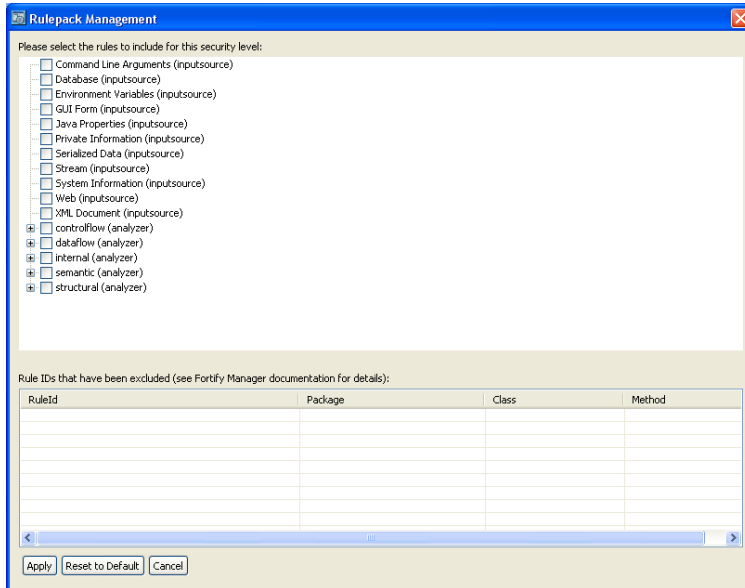 Rulepack Management
Please select the rules to include for this security level:
Command Line Arguments (inputsource)
Database (inputsource)
Environment Variables (inputsource)
GUI Form (inputsource)
Java Properties (inputsource)
Private Information (inputsource)
Serialized Data (inputsource)
Stream (inputsource)
System Information (inputsource)
Web (inputsource)
XML Document (inputsource)
controlflow (analyzer)
dataflow (analyzer)
internal (analyzer)
semantic (analyzer)
structural (analyzer)
Rule IDs that have been excluded (see Fortify Manager documentation for details):
RuleId Package Class Method
Apply Reset to Default Cancel